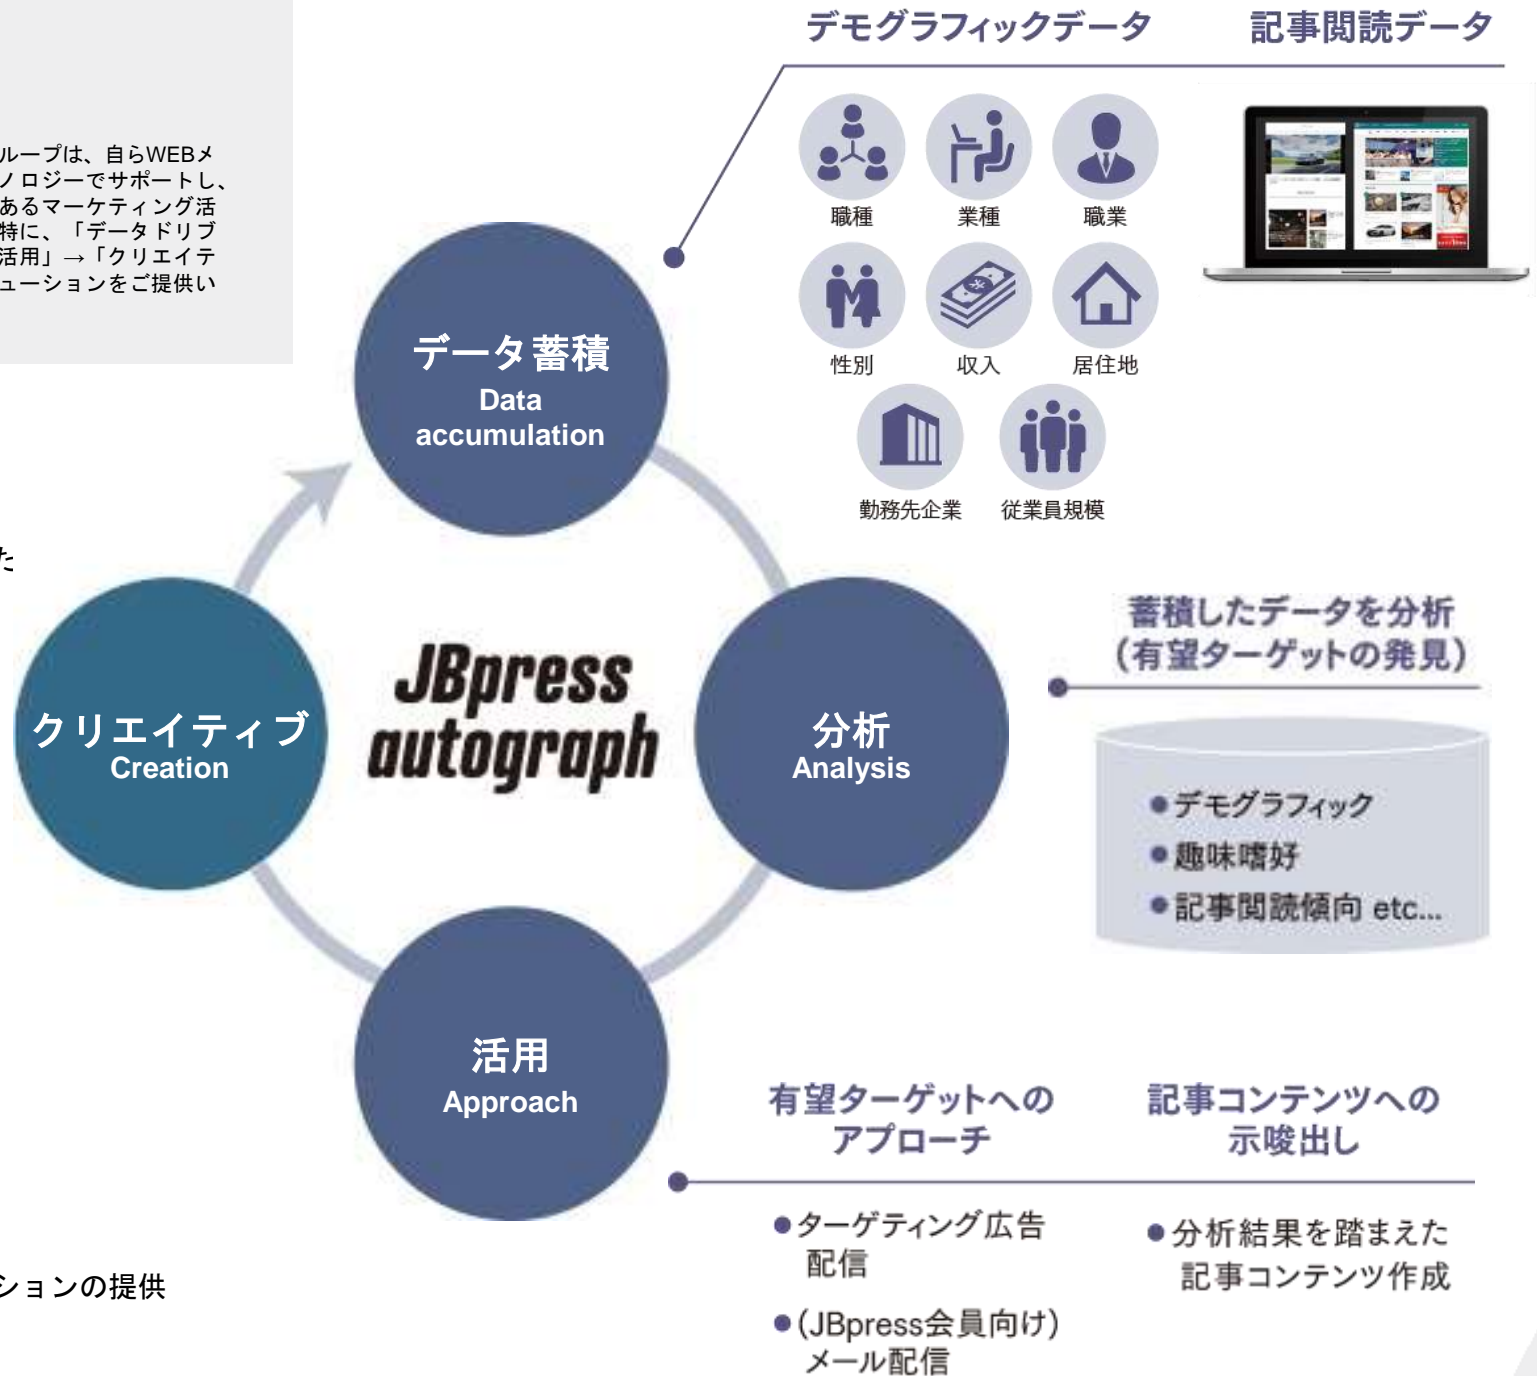 デモグラフィックデータ
記事閲読データ
ループは、自らWEBメ
ノロジーでサポートし、
あるマーケティング活
特に、「データドリブ
活用」→「クリエイテ
ューションをご提供い
職種
業種
職業
性別
収入
居住地
勤務先企業
従業員規模
データ蓄積
Data
accumulation
た
クリエイティブ
Creation
JBpress
autograph
分析
Analysis
蓄積したデータを分析
(有望ターゲットの発見)
●デモグラフィック
●趣味嗜好
●記事閲読傾向 etc...
活用
Approach
有望ターゲットへの
アプローチ
●ターゲティング広告
配信
●(JBpress会員向け)
メール配信
記事コンテンツへの
示唆出し
●分析結果を踏まえた
記事コンテンツ作成
ションの提供